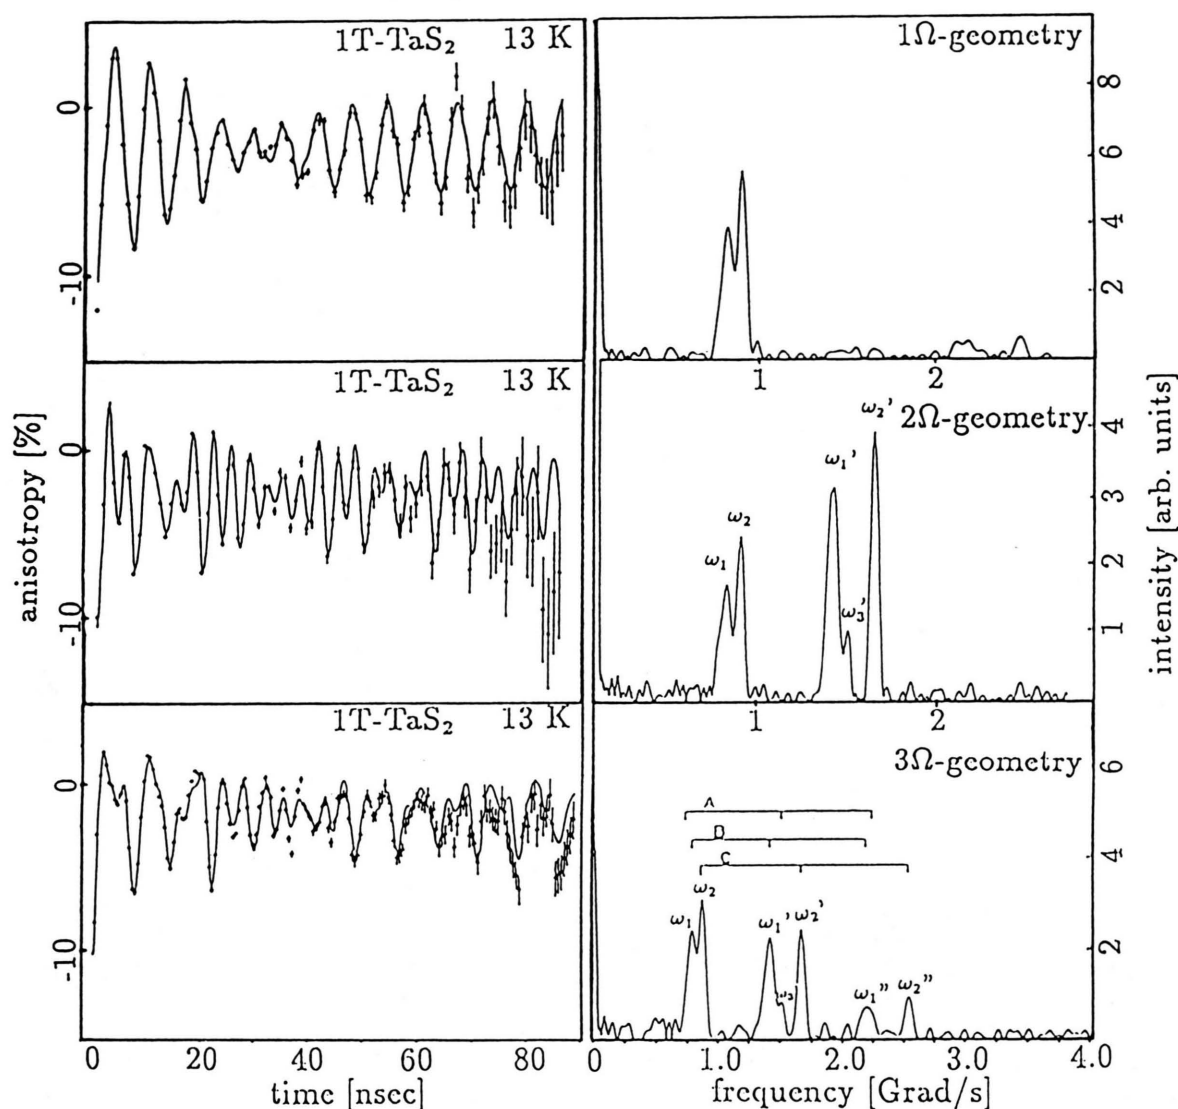 1T-TaS₂ 13 K
1Ω-geometry
0
-10
8
6
4
2
1 2
1T-TaS₂ 13 K
2Ω-geometry
0
-10
ω₁ ω₂ ω₁' ω₃' ω₂'
4
3
2
1
1 2
anisotropy [%]
intensity [arb. units]
1T-TaS₂ 13 K
3Ω-geometry
0
-10
A
B
C
ω₁ ω₂ ω₁' ω₂' ω₁" ω₂"
6
4
2
0 20 40 60 80
time [nsec]
0 1.0 2.0 3.0 4.0
frequency [Grad/s]